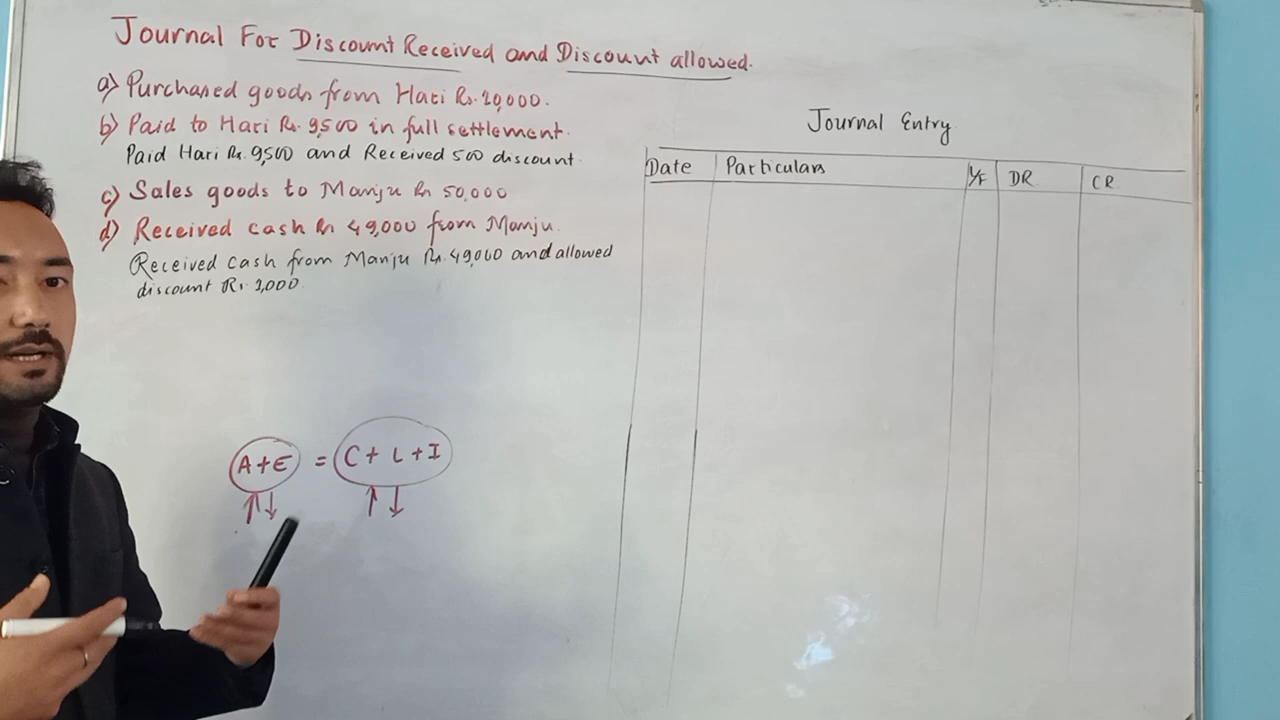 Journal For Discount Received and Discount allowed.
a) Purchased goods from Hari Rs. 10,000.
b) Paid to Hari Rs. 9,500 in full settlement.
Paid Hari Rs. 9500 and Received 500 discount.
c) Sales goods to Manju Rs 50,000
d) Received cash Rs 49,000 from Manju.
Received cash from Manju Rs. 49,000 and allowed
discount Rs. 1,000
Journal Entry
Date Particulars L/F DR CR
A+E = C+L+I